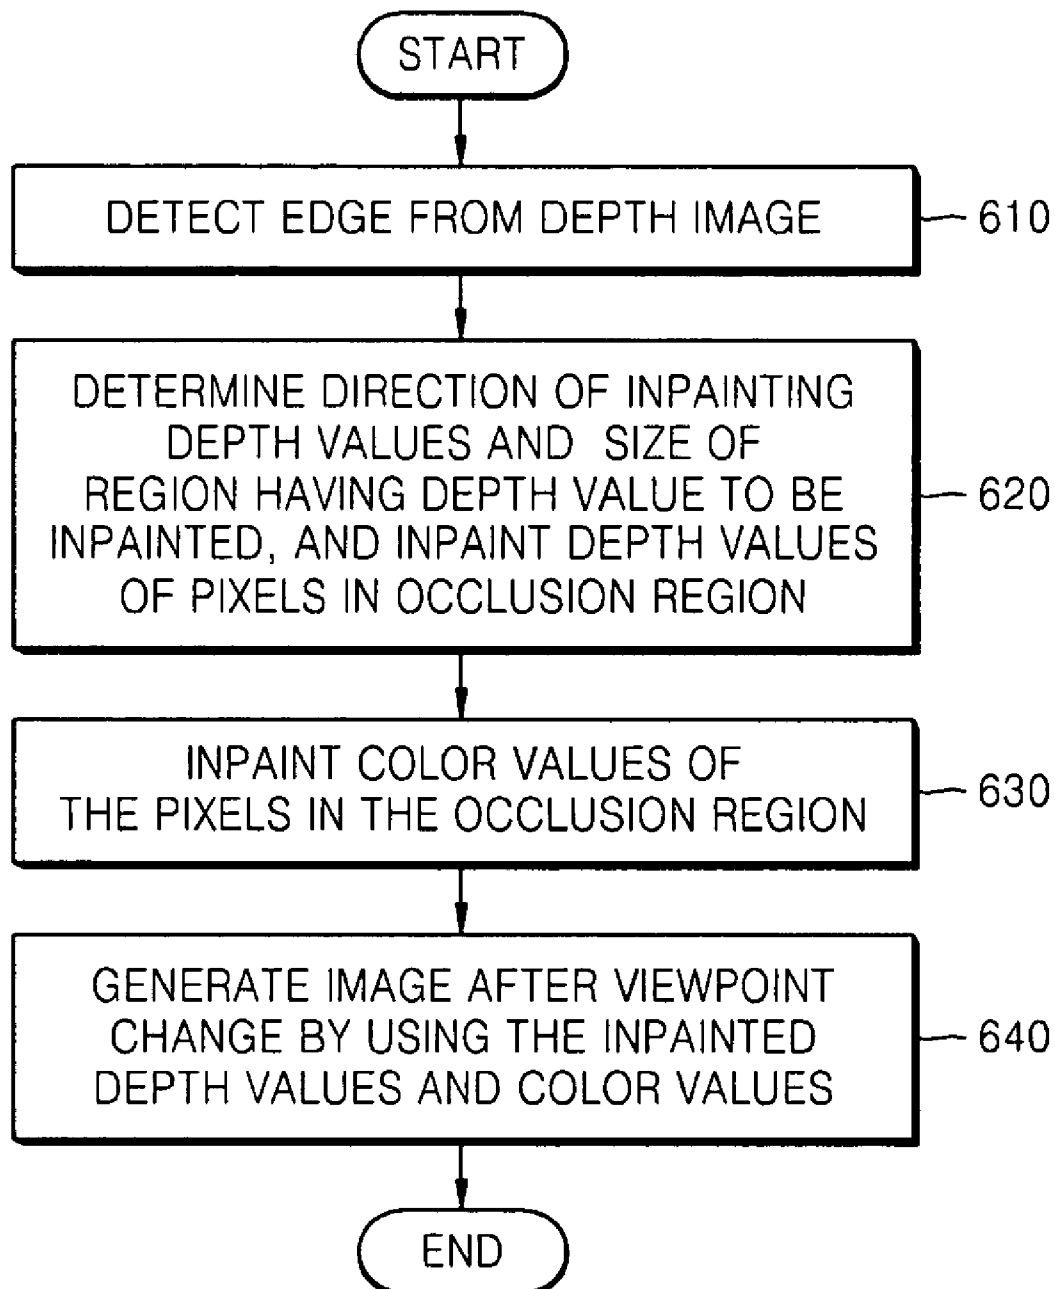 START
DETECT EDGE FROM DEPTH IMAGE
610
DETERMINE DIRECTION OF INPAINTING
DEPTH VALUES AND SIZE OF
REGION HAVING DEPTH VALUE TO BE
INPAINTED, AND INPAINT DEPTH VALUES
OF PIXELS IN OCCLUSION REGION
620
INPAINT COLOR VALUES OF
THE PIXELS IN THE OCCLUSION REGION
630
GENERATE IMAGE AFTER VIEWPOINT
CHANGE BY USING THE INPAINTED
DEPTH VALUES AND COLOR VALUES
640
END